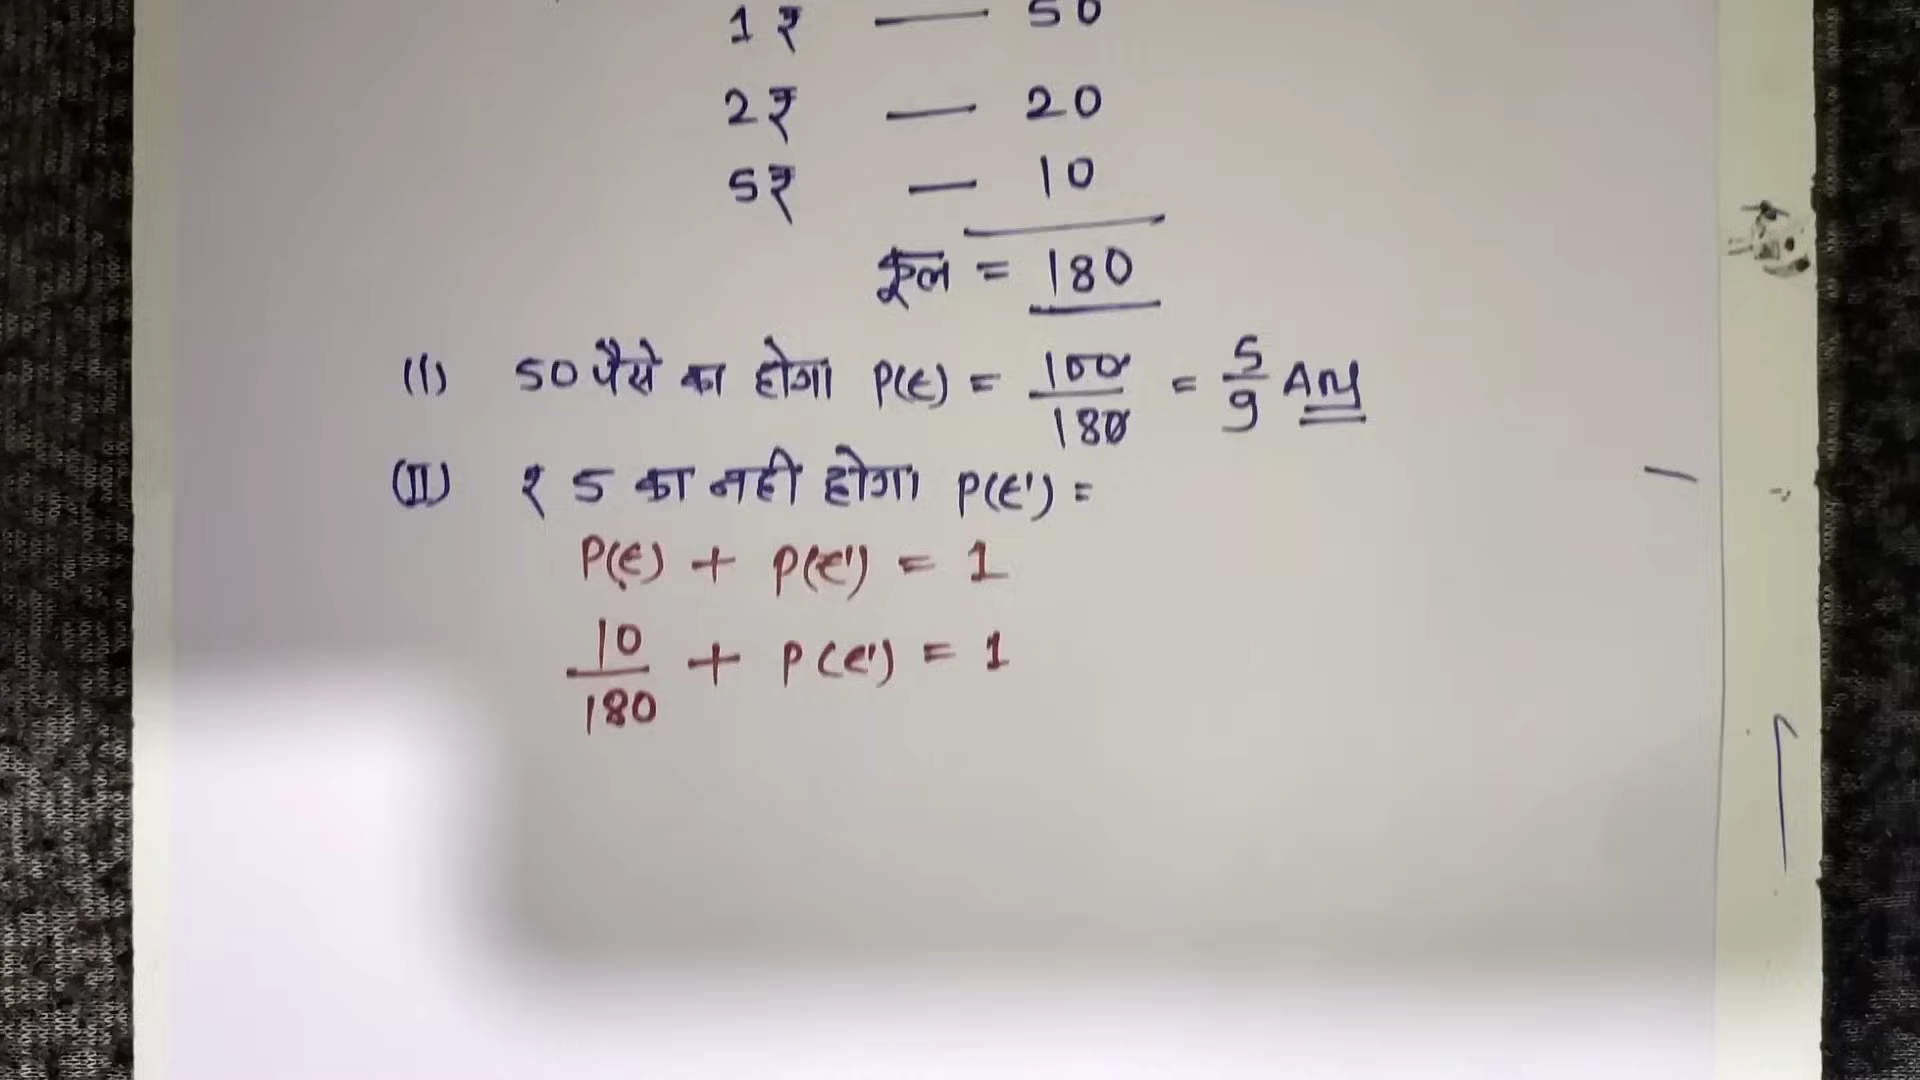 1₹ — 50
2₹ — 20
5₹ — 10
कूल = 180
(I) 50 पैसे का होगा P(E) = 100/180 = 5/9 Ans
(II) ₹ 5 का नही होगा P(E') =
P(E) + P(E') = 1
10/180 + P(E') = 1